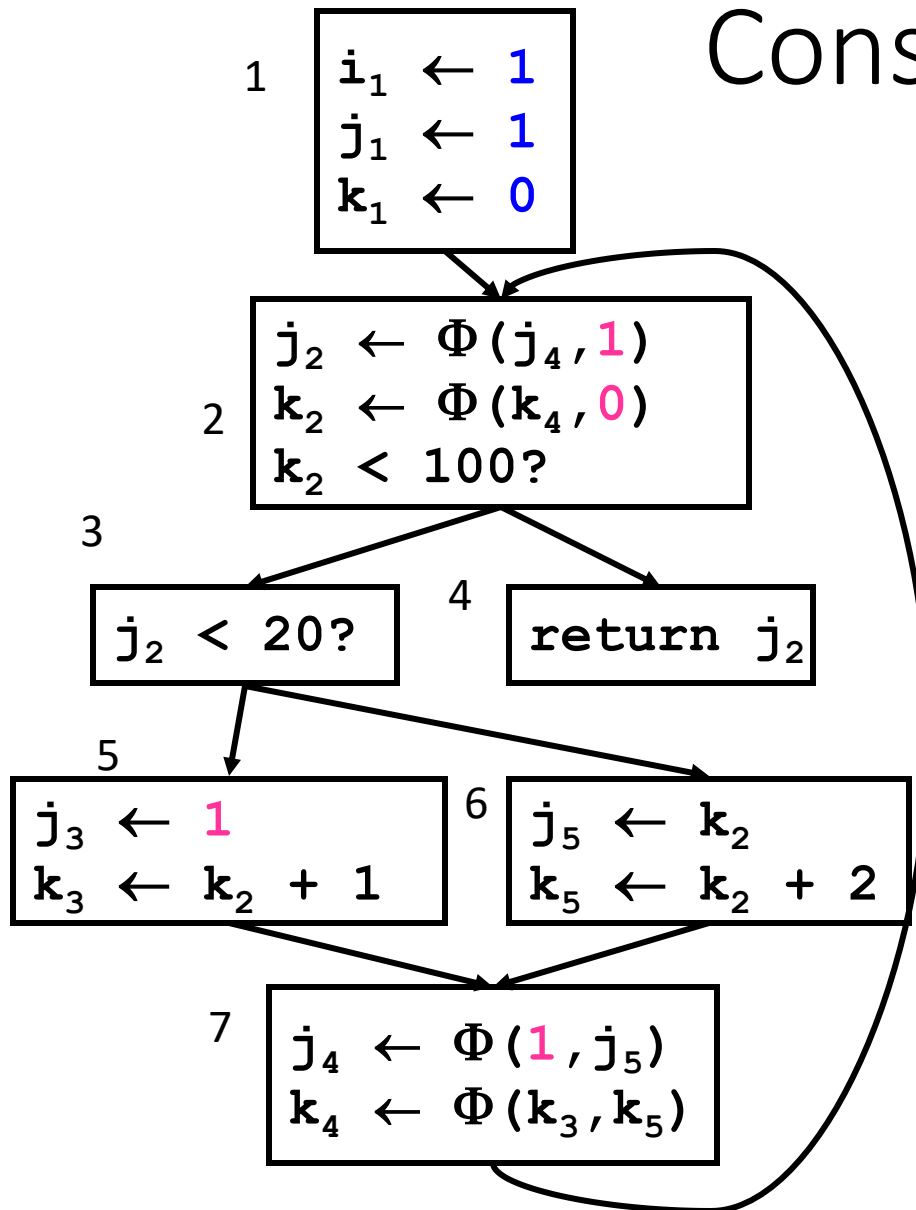 Cons
1
i₁ ← 1
j₁ ← 1
k₁ ← 0
2
j₂ ← Φ(j₄,1)
k₂ ← Φ(k₄,0)
k₂ < 100?
3
j₂ < 20?
4
return j₂
5
j₃ ← 1
k₃ ← k₂ + 1
6
j₅ ← k₂
k₅ ← k₂ + 2
7
j₄ ← Φ(1,j₅)
k₄ ← Φ(k₃,k₅)